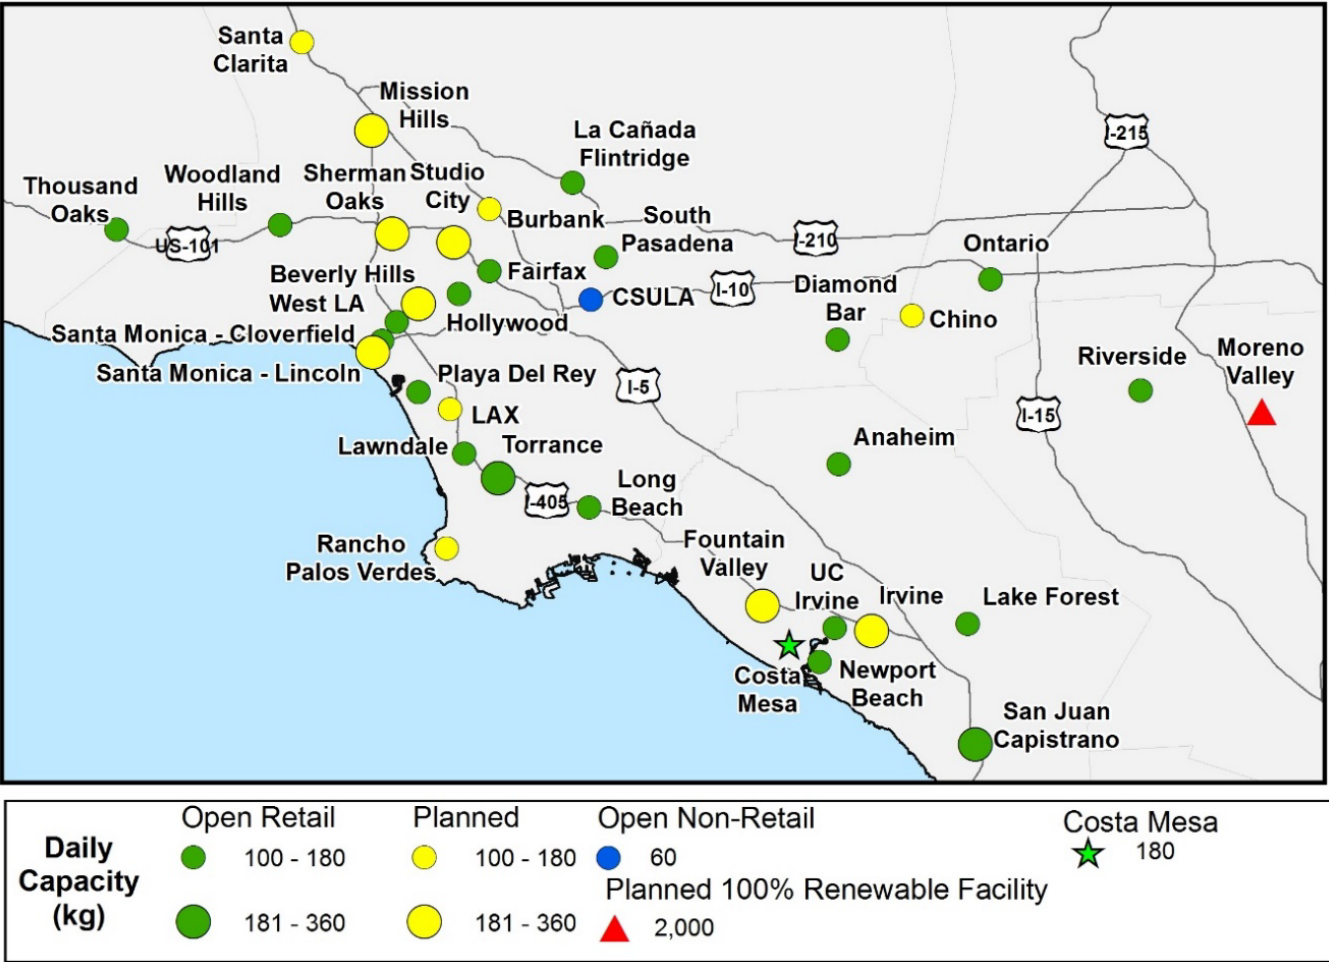 Santa
Clarita
Mission
Hills
I-215
La Cañada
Flintridge
Thousand
Oaks
Woodland
Hills
Sherman
Oaks
Studio
City
Burbank
South
Pasadena
US-101
I-210
Ontario
Beverly Hills
West LA
Fairfax
CSULA
I-10
Diamond
Bar
Chino
Hollywood
Santa Monica - Cloverfield
Santa Monica - Lincoln
Playa Del Rey
I-5
Riverside
Moreno
Valley
LAX
I-15
Lawndale
Torrance
Anaheim
I-405
Long
Beach
Rancho
Palos Verdes
Fountain
Valley
UC
Irvine
Irvine
Lake Forest
Costa
Mesa
Newport
Beach
San Juan
Capistrano
Daily
Capacity
(kg)
Open Retail
100 - 180
181 - 360
Planned
100 - 180
181 - 360
Open Non-Retail
60
Planned 100% Renewable Facility
2,000
Costa Mesa
180